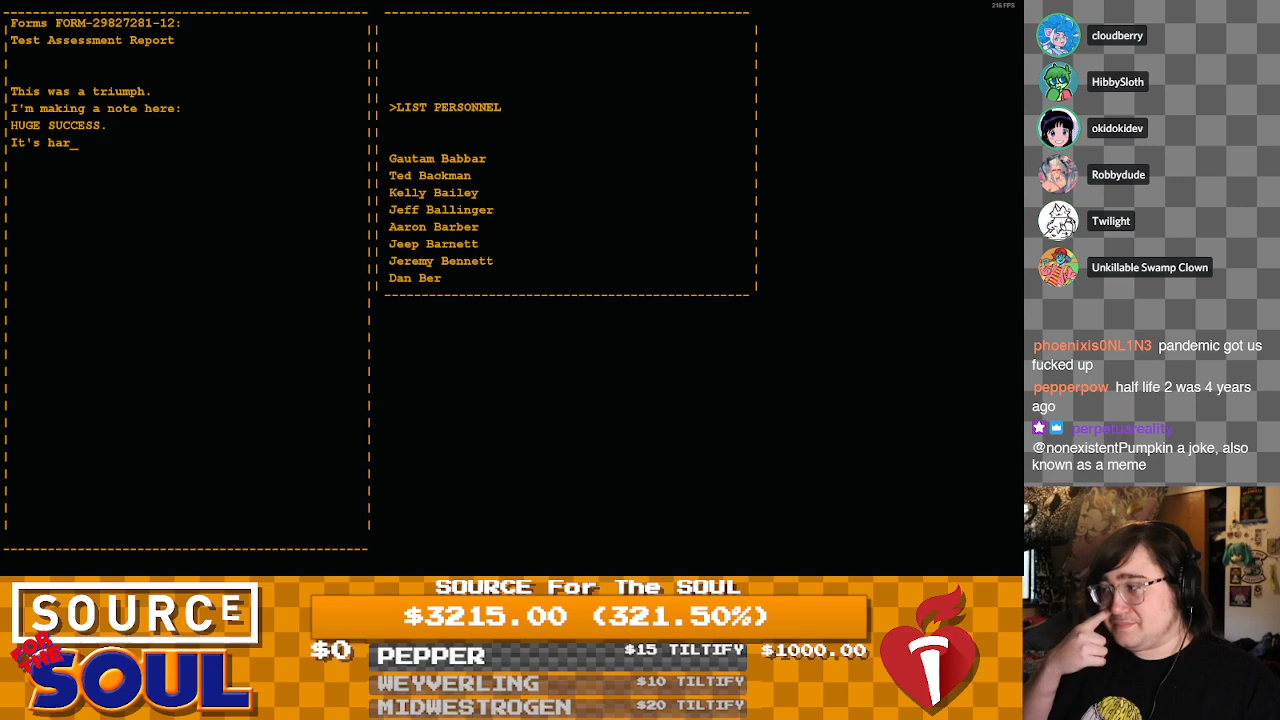 Forms FORM-29827281-12:
Test Assessment Report
This was a triumph.
I'm making a note here:
HUGE SUCCESS.
It's har_
>LIST PERSONNEL
Gautam Babbar
Ted Backman
Kelly Bailey
Jeff Ballinger
Aaron Barber
Jeep Barnett
Jeremy Bennett
Dan Ber
216 FPS
cloudberry
HibbySloth
okidokidev
Robbydude
Twilight
Unkillable Swamp Clown
phoenixis0NL1N3 pandemic got us
fucked up
pepperpow half life 2 was 4 years
ago
perpetusreality
@nonexistentPumpkin a joke, also
known as a meme
SOURCE
FOR THE
SOUL
SOURCE For The SOUL
$3215.00 (321.50%)
$0
$1000.00
PEPPER $15 TILTIFY
WEYVERLING $10 TILTIFY
MIDWESTROGEN $20 TILTIFY